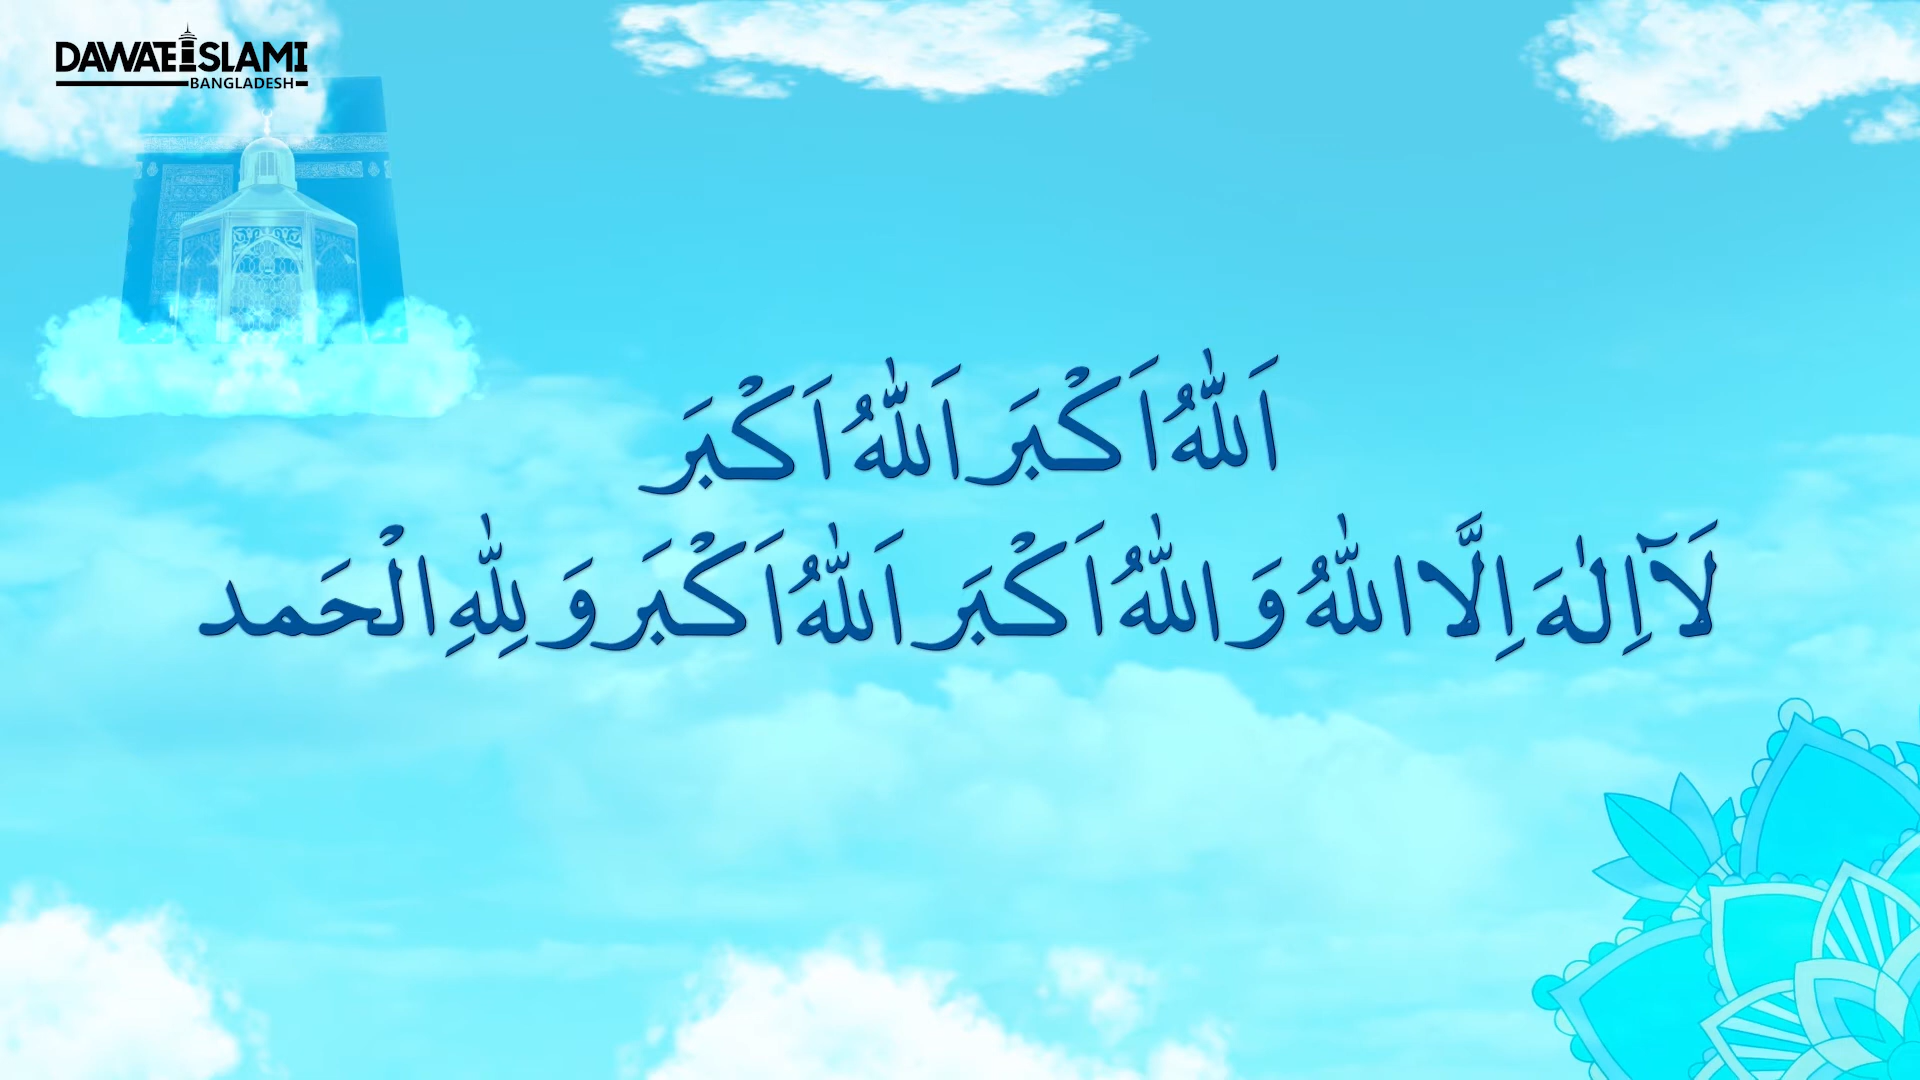 DAWATEISLAMI
BANGLADESH
اَللّٰهُ اَكْبَر اَللّٰهُ اَكْبَر
لَآ اِلٰهَ اِلَّا اللّٰهُ وَاللّٰهُ اَكْبَر اَللّٰهُ اَكْبَر وَلِلّٰهِ الْحَمد